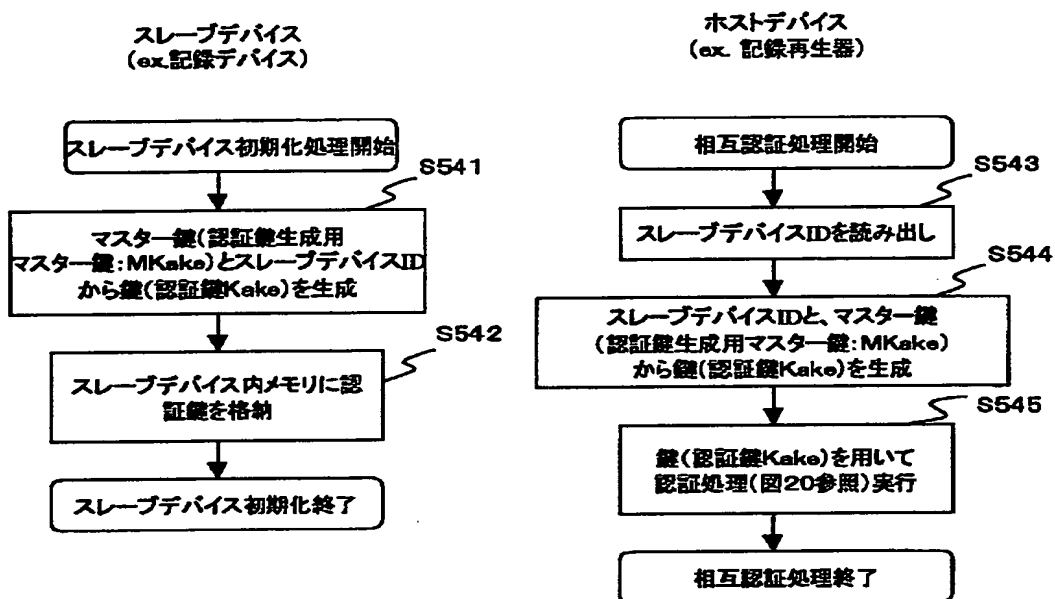 スレーブデバイス
(ex.記録デバイス)
スレーブデバイス初期化処理開始
S541
マスター鍵(認証鍵生成用
マスター鍵:MKake)とスレーブデバイスID
から鍵(認証鍵Kake)を生成
S542
スレーブデバイス内メモリに認
証鍵を格納
スレーブデバイス初期化終了
ホストデバイス
(ex. 記録再生器)
相互認証処理開始
S543
スレーブデバイスIDを読み出し
S544
スレーブデバイスIDと、マスター鍵
(認証鍵生成用マスター鍵:MKake)
から鍵(認証鍵Kake)を生成
S545
鍵(認証鍵Kake)を用いて
認証処理(図20参照)実行
相互認証処理終了